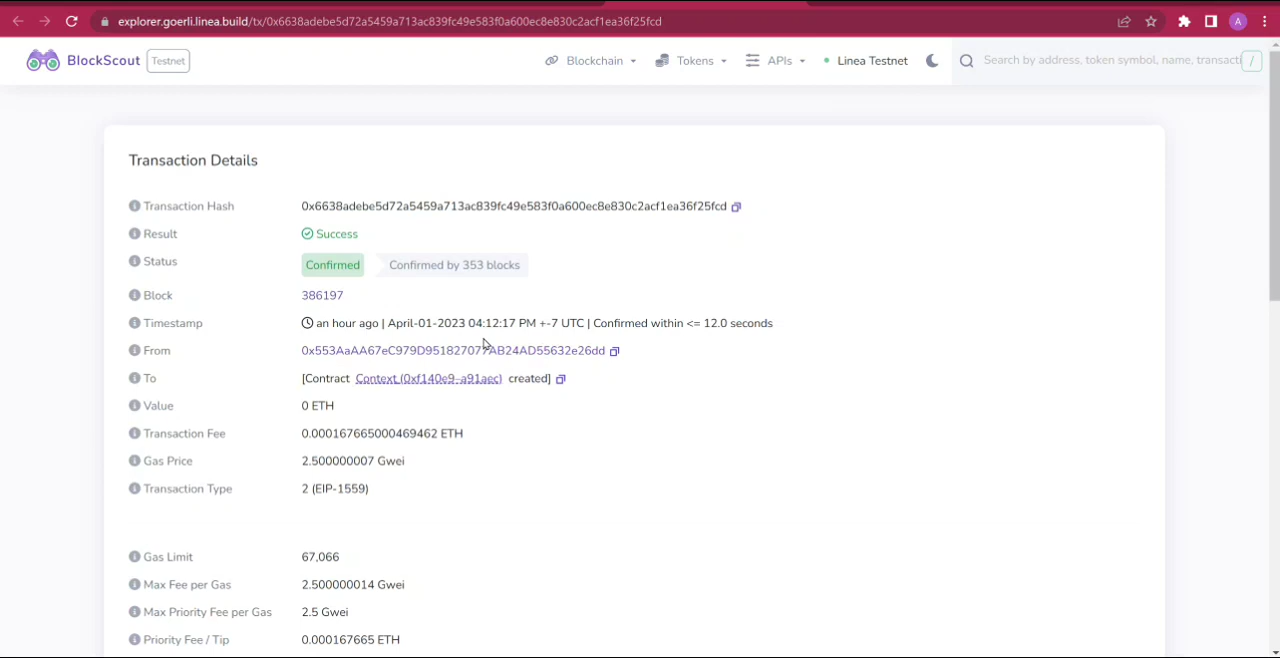 explorer.goerli.linea.build/tx/0x6638adebe5d72a5459a713ac839fc49e583f0a600ec8e830c2acf1ea36f25fcd A
BlockScout Testnet Blockchain Tokens APIs Linea Testnet Search by address, token symbol, name, transacti /
Transaction Details
Transaction Hash 0x6638adebe5d72a5459a713ac839fc49e583f0a600ec8e830c2acf1ea36f25fcd
Result Success
Status Confirmed Confirmed by 353 blocks
Block 386197
Timestamp an hour ago | April-01-2023 04:12:17 PM +-7 UTC | Confirmed within <= 12.0 seconds
From 0x553AaAA67eC979D951827077AB24AD55632e26dd
To [Contract Context (0xf140e9-a91aec) created]
Value 0 ETH
Transaction Fee 0.000167665000469462 ETH
Gas Price 2.500000007 Gwei
Transaction Type 2 (EIP-1559)
Gas Limit 67,066
Max Fee per Gas 2.500000014 Gwei
Max Priority Fee per Gas 2.5 Gwei
Priority Fee / Tip 0.000167665 ETH